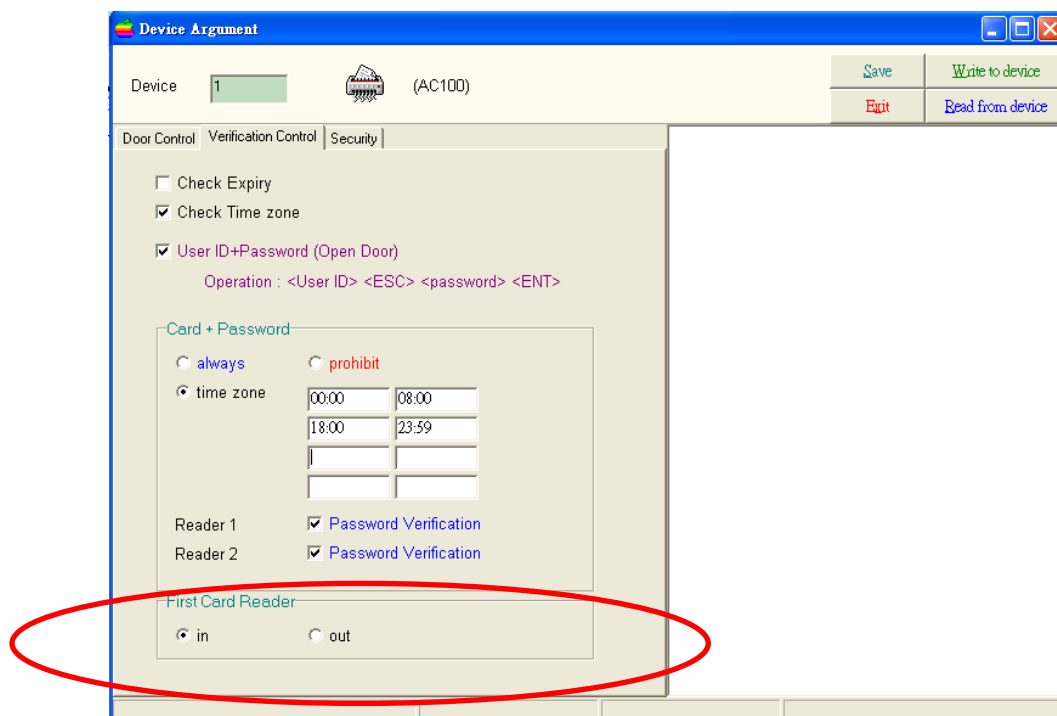 Device Argument
Device 1 (AC100) Save Write to device
Exit Read from device
Door Control Verification Control Security
Check Expiry
Check Time zone
User ID+Password (Open Door)
Operation : <User ID> <ESC> <password> <ENT>
Card + Password
always prohibit
time zone 00:00 08:00
18:00 23:59
Reader 1 Password Verification
Reader 2 Password Verification
First Card Reader
in out